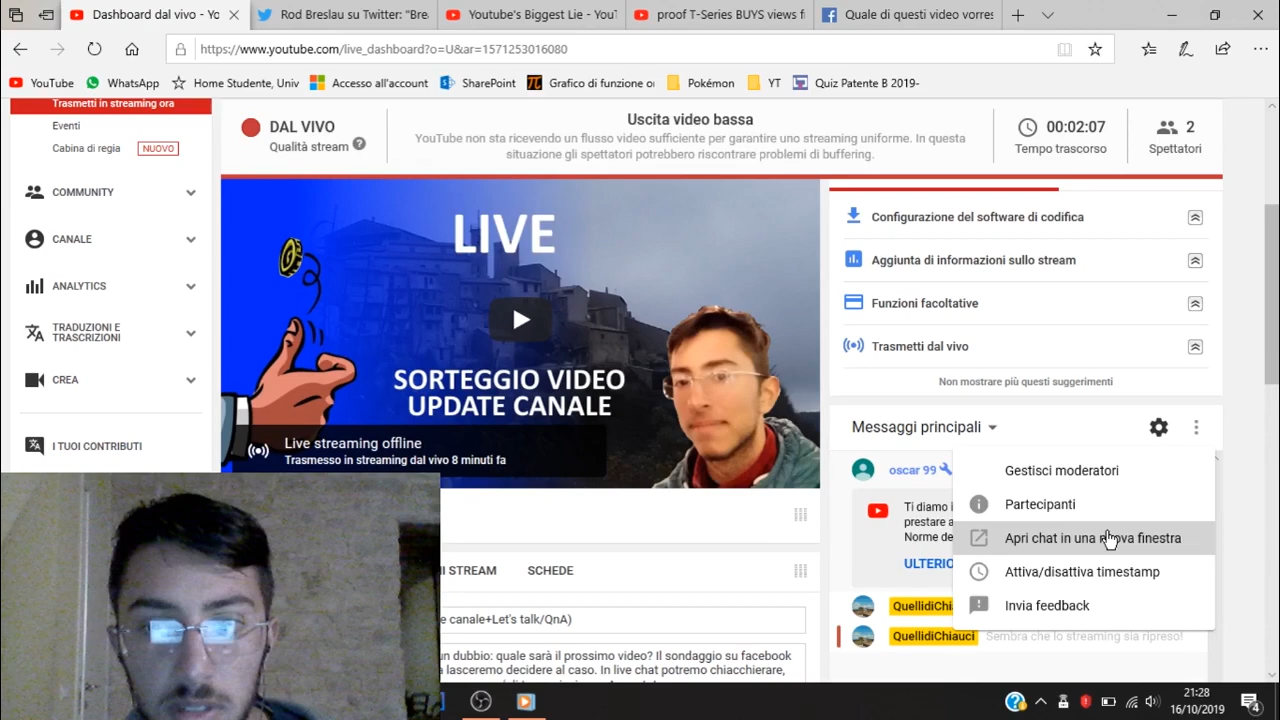 Dashboard dal vivo - Yo
Rod Breslau su Twitter: "Bre
Youtube's Biggest Lie - YouT
proof T-Series BUYS views f
Quale di questi video vorres
https://www.youtube.com/live_dashboard?o=U&ar=1571253016080
YouTube
WhatsApp
Home Studente, Univ
Accesso all'account
SharePoint
Grafico di funzione o
Pokémon
YT
Quiz Patente B 2019-
Trasmetti in streaming ora
Eventi
Cabina di regia NUOVO
COMMUNITY
CANALE
ANALYTICS
TRADUZIONI E
TRASCRIZIONI
CREA
I TUOI CONTRIBUTI
DAL VIVO
Qualità stream ?
Uscita video bassa
YouTube non sta ricevendo un flusso video sufficiente per garantire uno streaming uniforme. In questa
situazione gli spettatori potrebbero riscontrare problemi di buffering.
00:02:07
Tempo trascorso
2
Spettatori
LIVE
SORTEGGIO VIDEO
UPDATE CANALE
Live streaming offline
Trasmesso in streaming dal vivo 8 minuti fa
Configurazione del software di codifica
Aggiunta di informazioni sullo stream
Funzioni facoltative
Trasmetti dal vivo
Non mostrare più questi suggerimenti
Messaggi principali
oscar 99
Ti diamo i
prestare a
Norme de
ULTERIO
Gestisci moderatori
Partecipanti
Apri chat in una nuova finestra
Attiva/disattiva timestamp
Invia feedback
QuellidiChia
QuellidiChiauci Sembra che lo streaming sia ripreso!
NI STREAM
SCHEDE
e canale+Let's talk/QnA)
un dubbio: quale sarà il prossimo video? Il sondaggio su facebook
a lasceremo decidere al caso. In live chat potremo chiacchierare,
21:28
16/10/2019
4